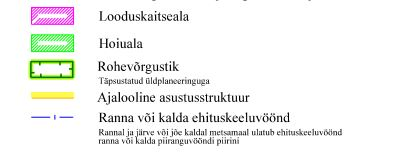 Looduskaitseala
Hoiuala
Rohevõrgustik
Täpsustatud üldplaneeringuga
Ajalooline asustusstruktuur
Ranna või kalda ehituskeeluvöönd
Rannal ja järve või jõe kaldal metsamaal ulatub ehituskeeluvöönd
ranna või kalda piiranguvööndi piirini